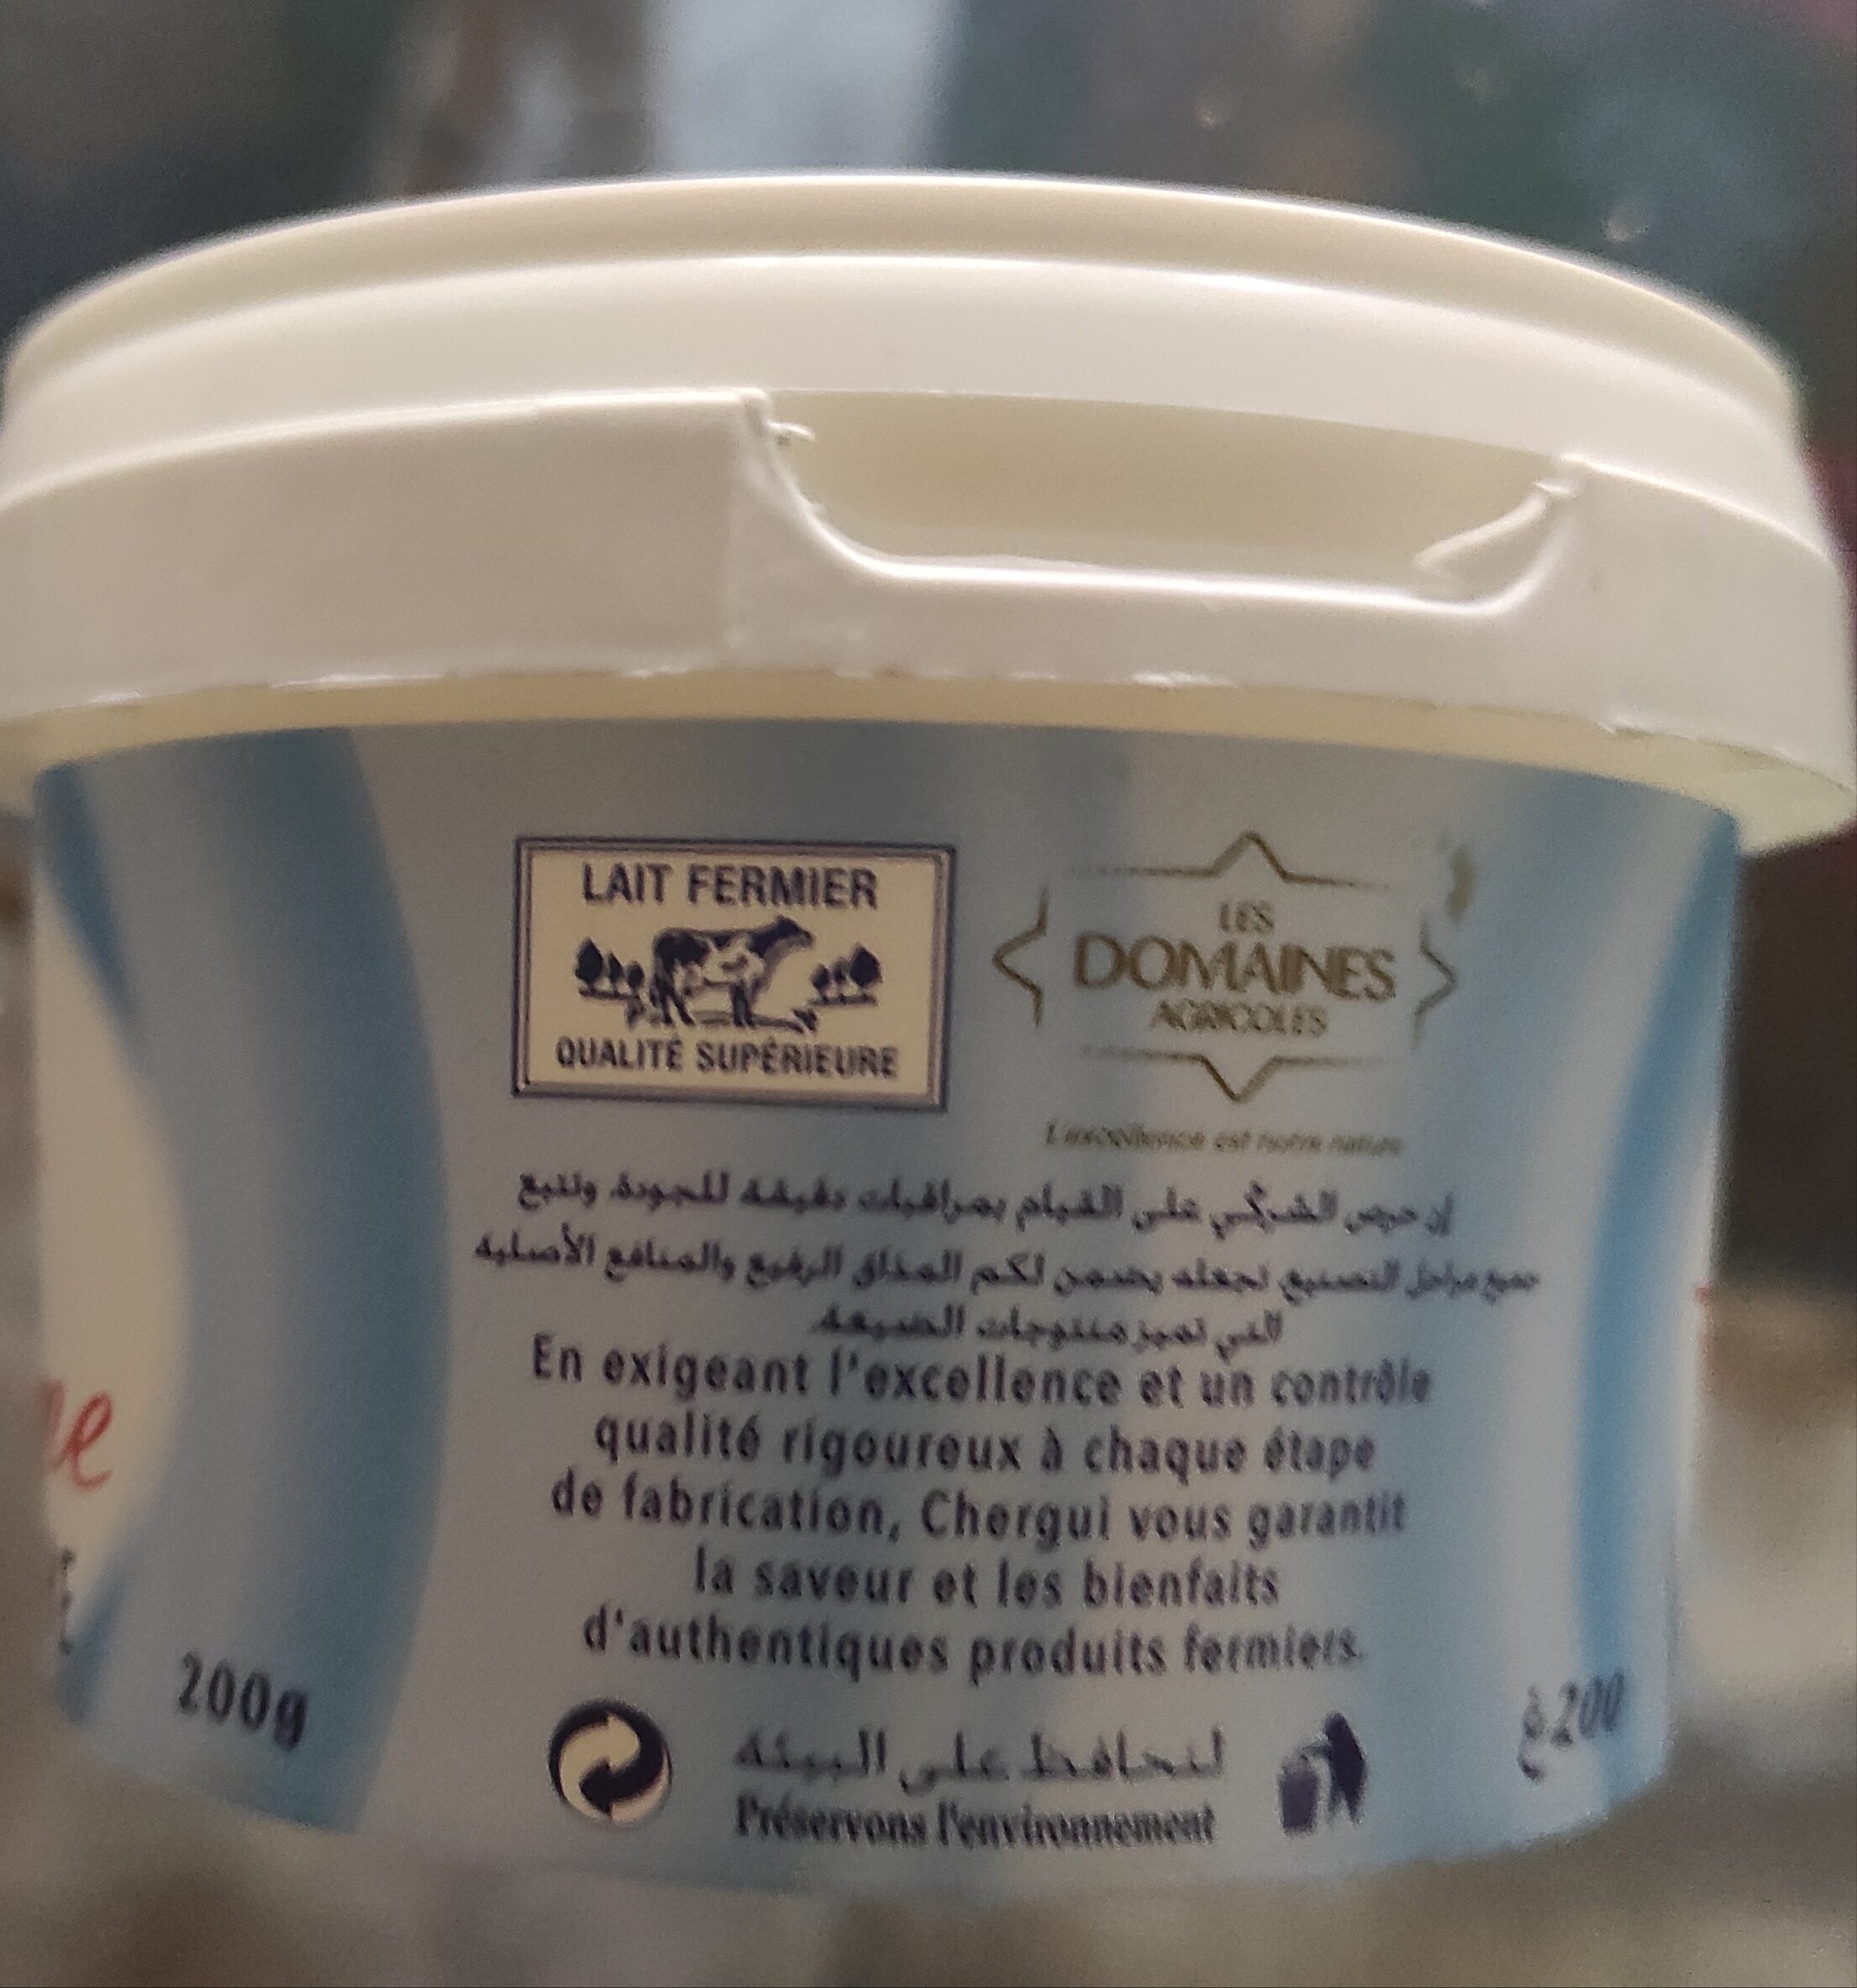 LAIT FERMIER
QUALITÉ SUPÉRIEURE
LES
DOMAINES
AGRICOLES
L'excellence est notre nature
إن حرص الشركي على القيام بمراقبات دقيقة للجودة وتتبع
جميع مراحل التصنيع تجعله يضمن لكم المذاق الرفيع والمنافع الأصلية
التي تميز منتوجات الضيعة
En exigeant l'excellence et un contrôle
qualité rigoureux à chaque étape
de fabrication, Chergui vous garantit
la saveur et les bienfaits
d'authentiques produits fermiers.
200g
200غ
لنحافظ على البيئة
Préservons l'environnement